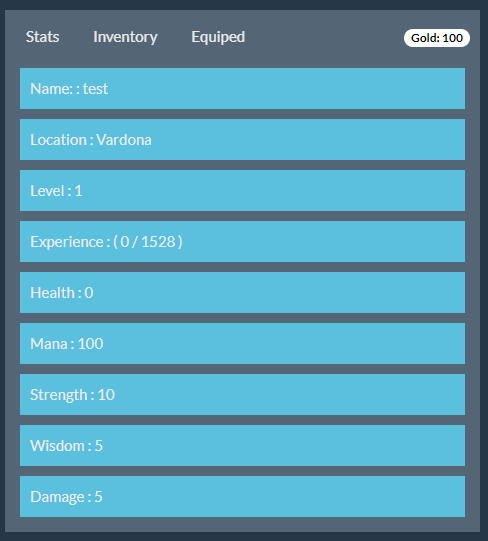 Stats Inventory Equiped Gold: 100
Name: : test
Location : Vardona
Level : 1
Experience : ( 0 / 1528 )
Health : 0
Mana : 100
Strength : 10
Wisdom : 5
Damage : 5